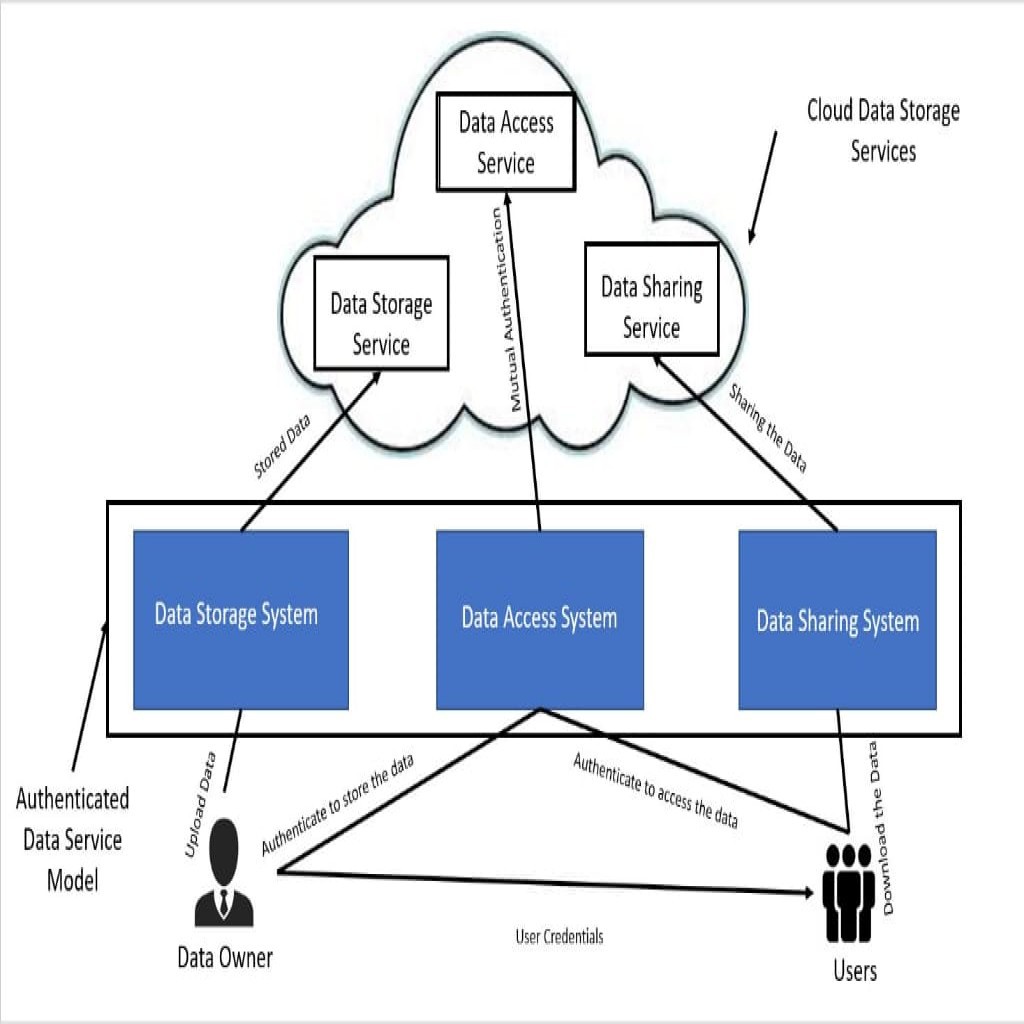 Data Access
Service
Cloud Data Storage
Services
Data Storage
Service
Mutual Authentication
Data Sharing
Service
Stored Data
Sharing the Data
Data Storage System
Data Access System
Data Sharing System
Authenticated
Data Service
Model
Upload Data
Authenticate to store the data
Authenticate to access the data
Download the Data
User Credentials
Data Owner
Users